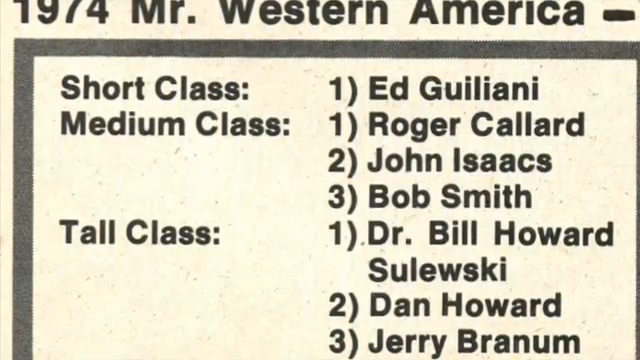 1974 Mr. Western America –
Short Class: 1) Ed Guiliani
Medium Class: 1) Roger Callard
2) John Isaacs
3) Bob Smith
Tall Class: 1) Dr. Bill Howard
Sulewski
2) Dan Howard
3) Jerry Branum